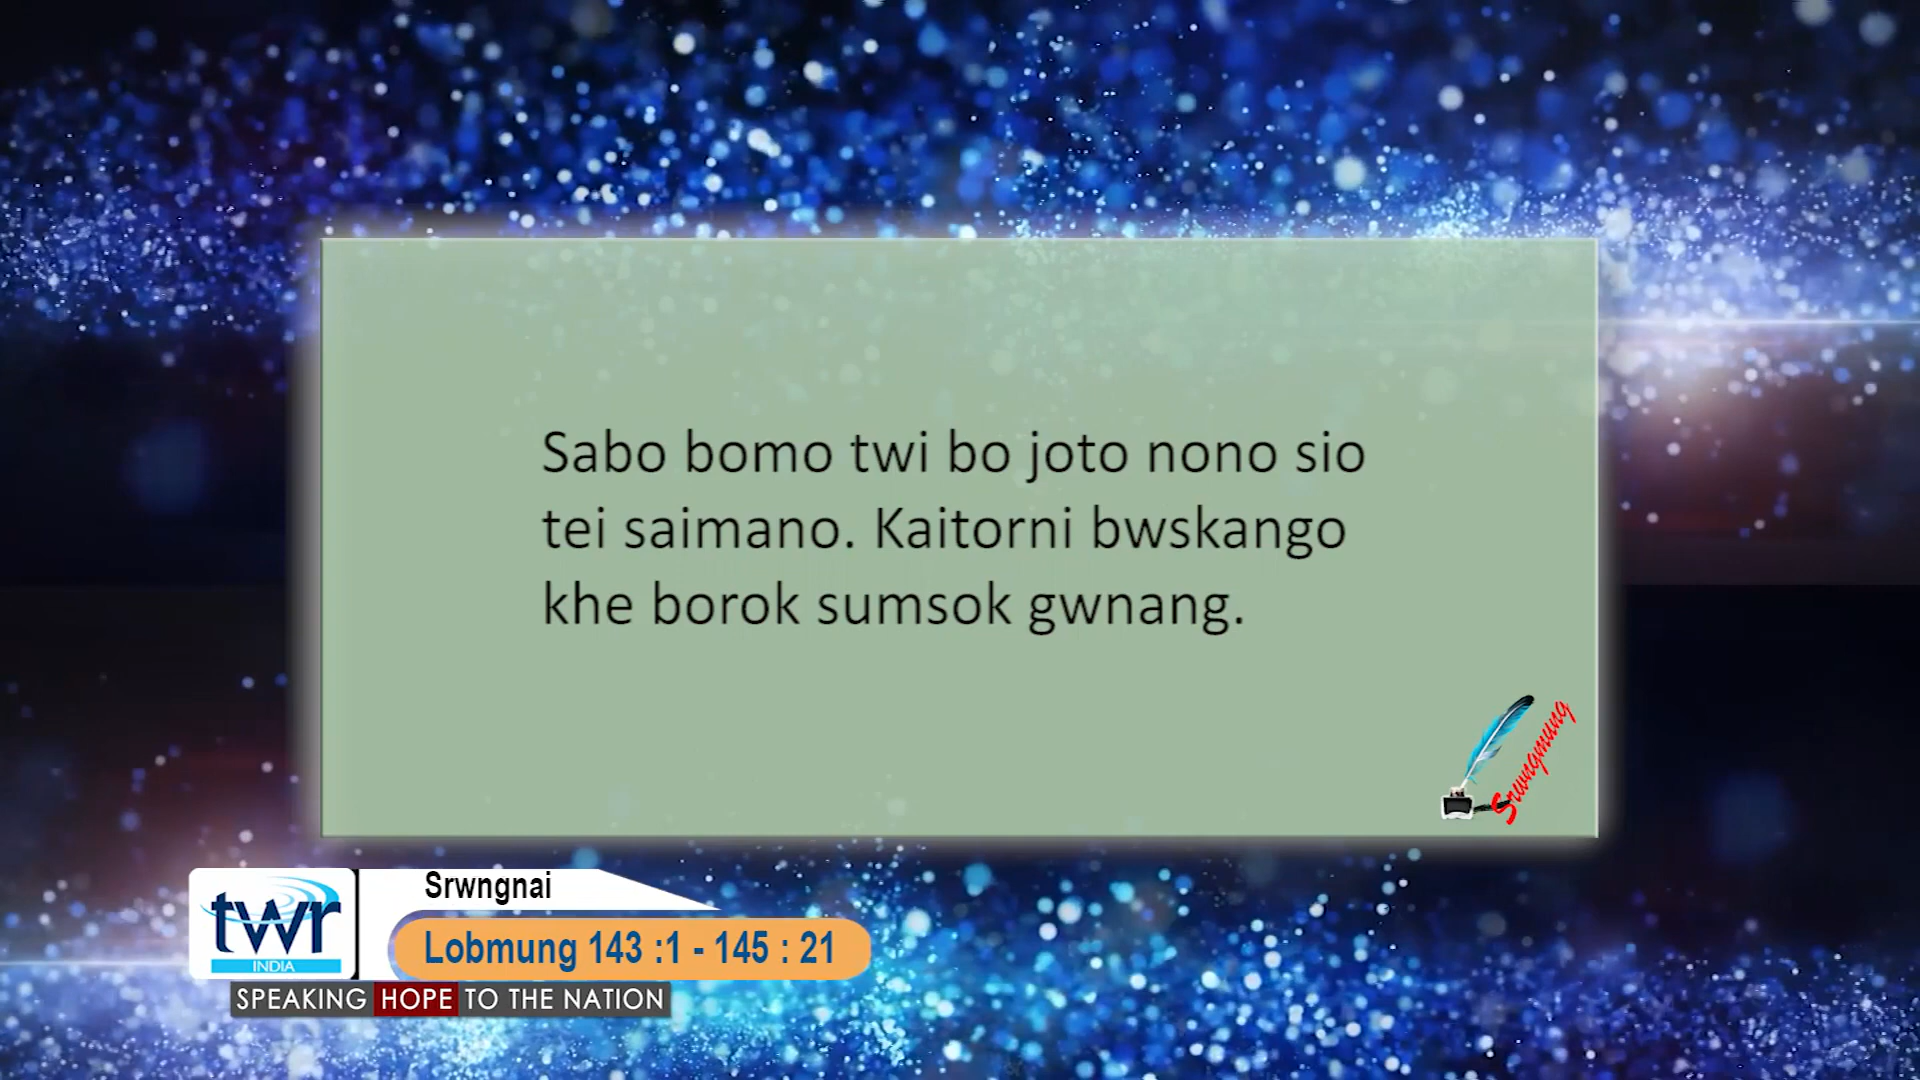 Sabo bomo twi bo joto nono sio
tei saimano. Kaitorni bwskango
khe borok sumsok gwnang.
Srwngmung
twr
INDIA
Srwngnai
Lobmung 143 :1 - 145 : 21
SPEAKING HOPE TO THE NATION